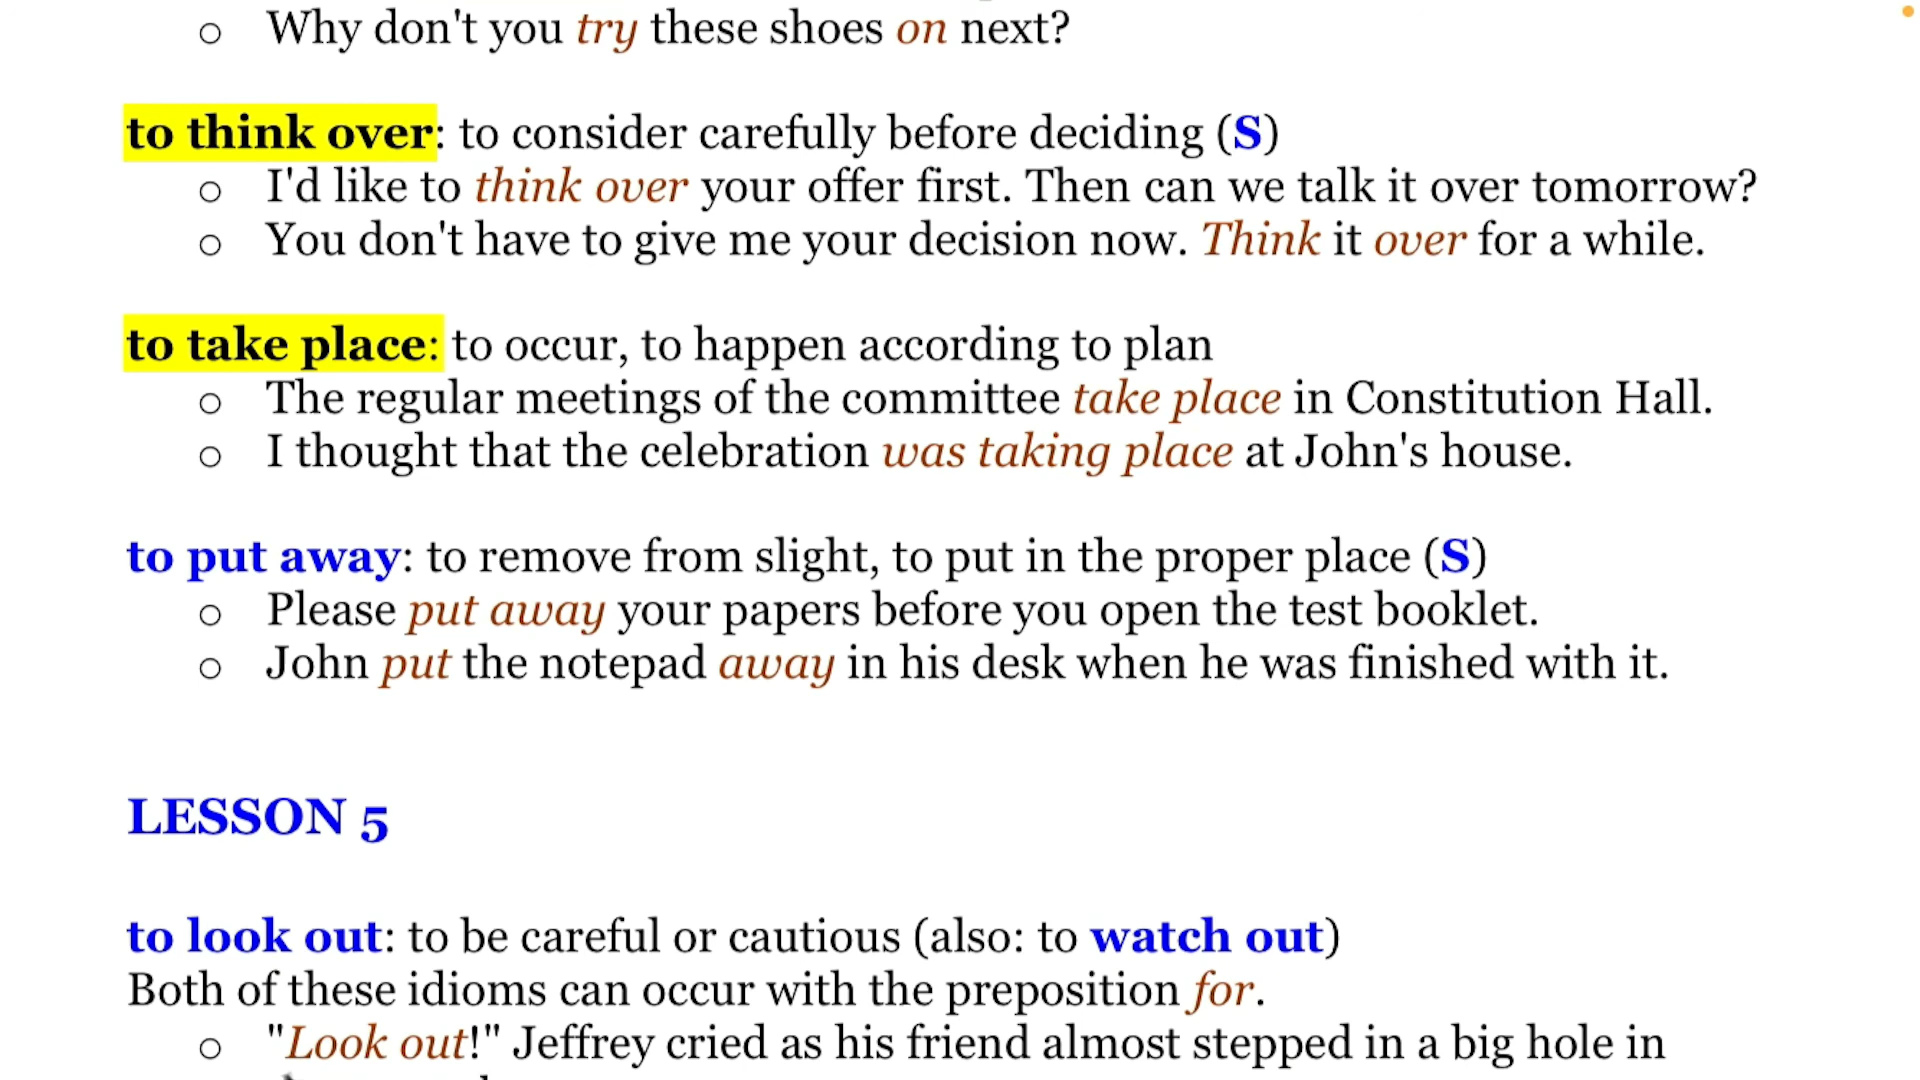 o Why don't you try these shoes on next?
to think over: to consider carefully before deciding (S)
o I'd like to think over your offer first. Then can we talk it over tomorrow?
o You don't have to give me your decision now. Think it over for a while.
to take place: to occur, to happen according to plan
o The regular meetings of the committee take place in Constitution Hall.
o I thought that the celebration was taking place at John's house.
to put away: to remove from slight, to put in the proper place (S)
o Please put away your papers before you open the test booklet.
o John put the notepad away in his desk when he was finished with it.
LESSON 5
to look out: to be careful or cautious (also: to watch out)
Both of these idioms can occur with the preposition for.
o "Look out!" Jeffrey cried as his friend almost stepped in a big hole in